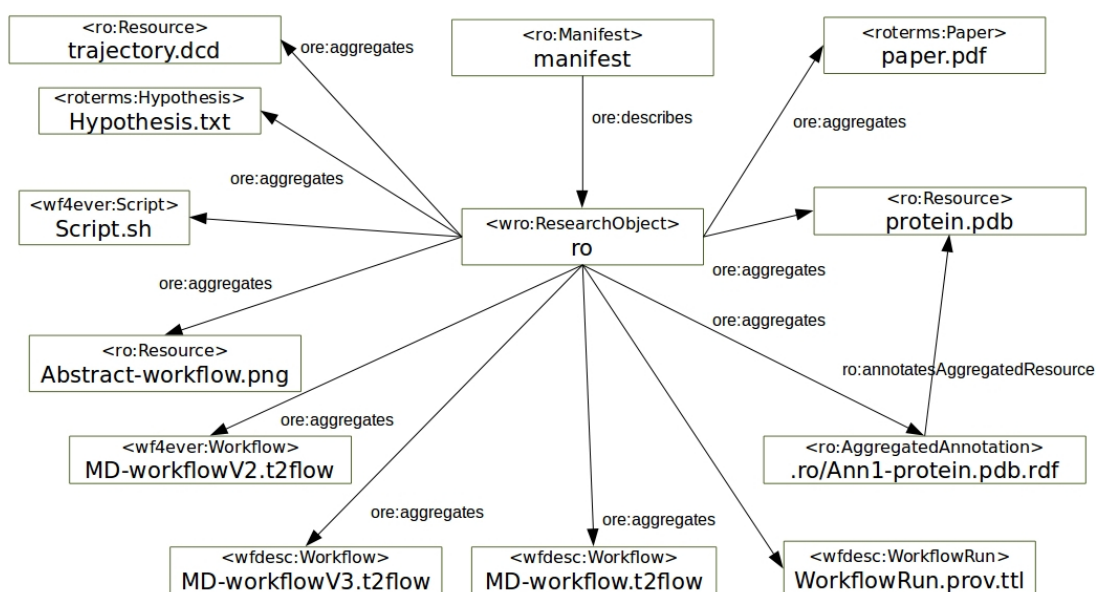 <ro:Resource>
trajectory.dcd
ore:aggregates
<ro:Manifest>
manifest
<roterms:Paper>
paper.pdf
<roterms:Hypothesis>
Hypothesis.txt
ore:describes
ore:aggregates
ore:aggregates
<wf4ever:Script>
Script.sh
<wro:ResearchObject>
ro
<ro:Resource>
protein.pdb
ore:aggregates
ore:aggregates
ore:aggregates
<ro:Resource>
Abstract-workflow.png
ro:annotatesAggregatedResource
ore:aggregates
<wf4ever:Workflow>
MD-workflowV2.t2flow
<ro:AggregatedAnnotation>
.ro/Ann1-protein.pdb.rdf
ore:aggregates
ore:aggregates
<wfdesc:Workflow>
MD-workflowV3.t2flow
<wfdesc:Workflow>
MD-workflow.t2flow
<wfdesc:WorkflowRun>
WorkflowRun.prov.ttl